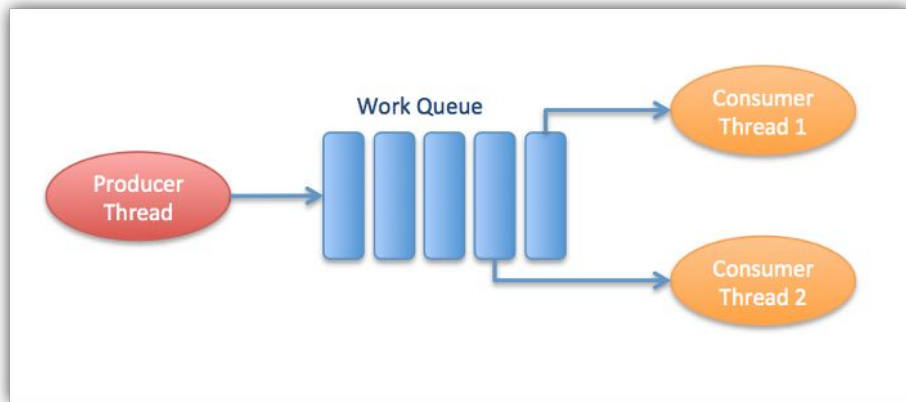 Work Queue
Producer
Thread
Consumer
Thread 1
Consumer
Thread 2